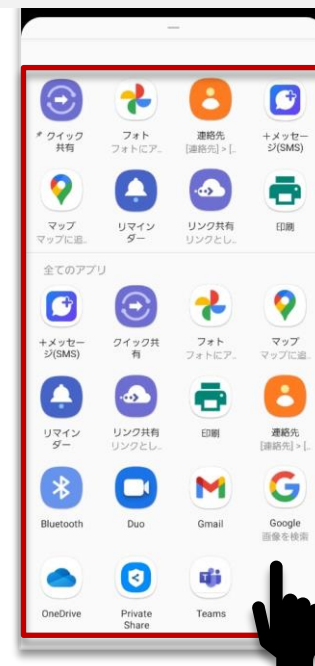 クイック
共有
フォト
フォトにア..
連絡先
[連絡先] > [..
+メッセー
ジ(SMS)
マップ
マップに追..
リマイン
ダー
リンク共有
リンクとし..
印刷
全てのアプリ
+メッセー
ジ(SMS)
クイック共
有
フォト
フォトにア..
マップ
マップに追..
リマイン
ダー
リンク共有
リンクとし..
印刷
連絡先
[連絡先] > [..
Bluetooth
Duo
Gmail
Google
画像を検索
OneDrive
Private
Share
Teams